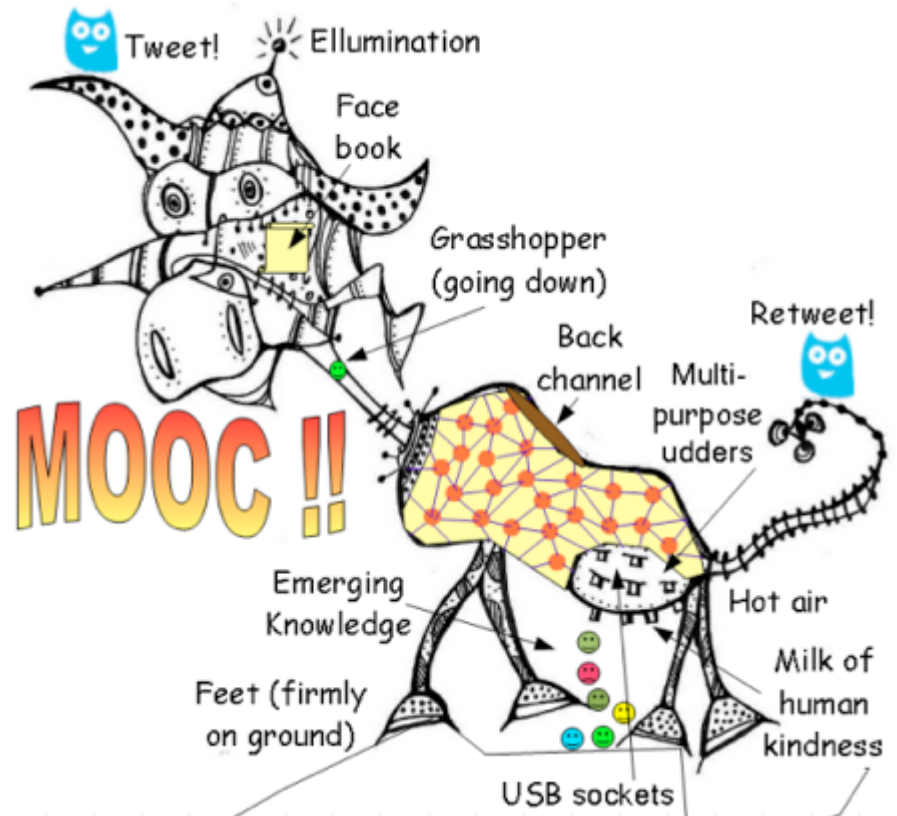 Tweet!
Ellumination
Face
book
Grasshopper
(going down)
Retweet!
Back
channel
Multi-
purpose
udders
MOOC !!
Emerging
Knowledge
Hot air
Feet (firmly
on ground)
Milk of
human
kindness
USB sockets